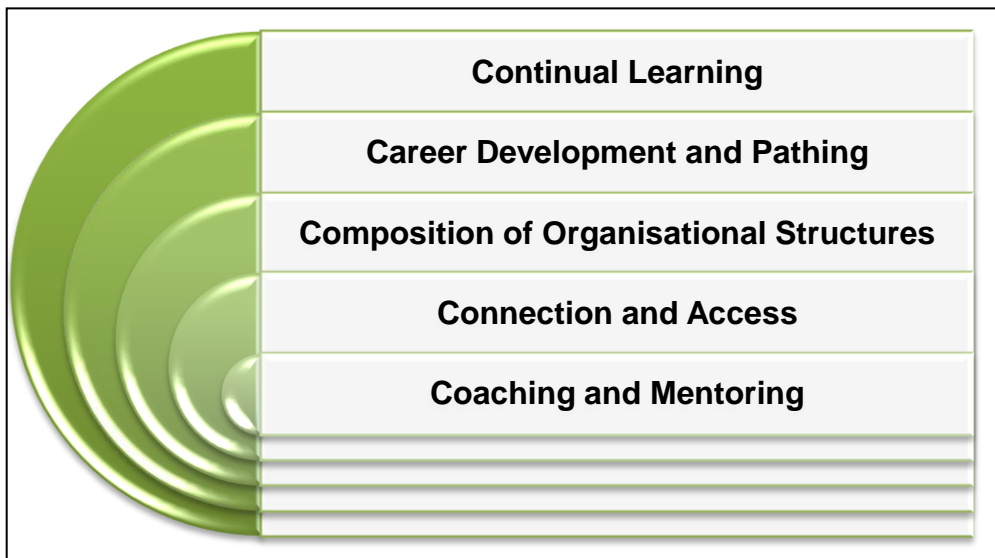 Continual Learning
Career Development and Pathing
Composition of Organisational Structures
Connection and Access
Coaching and Mentoring